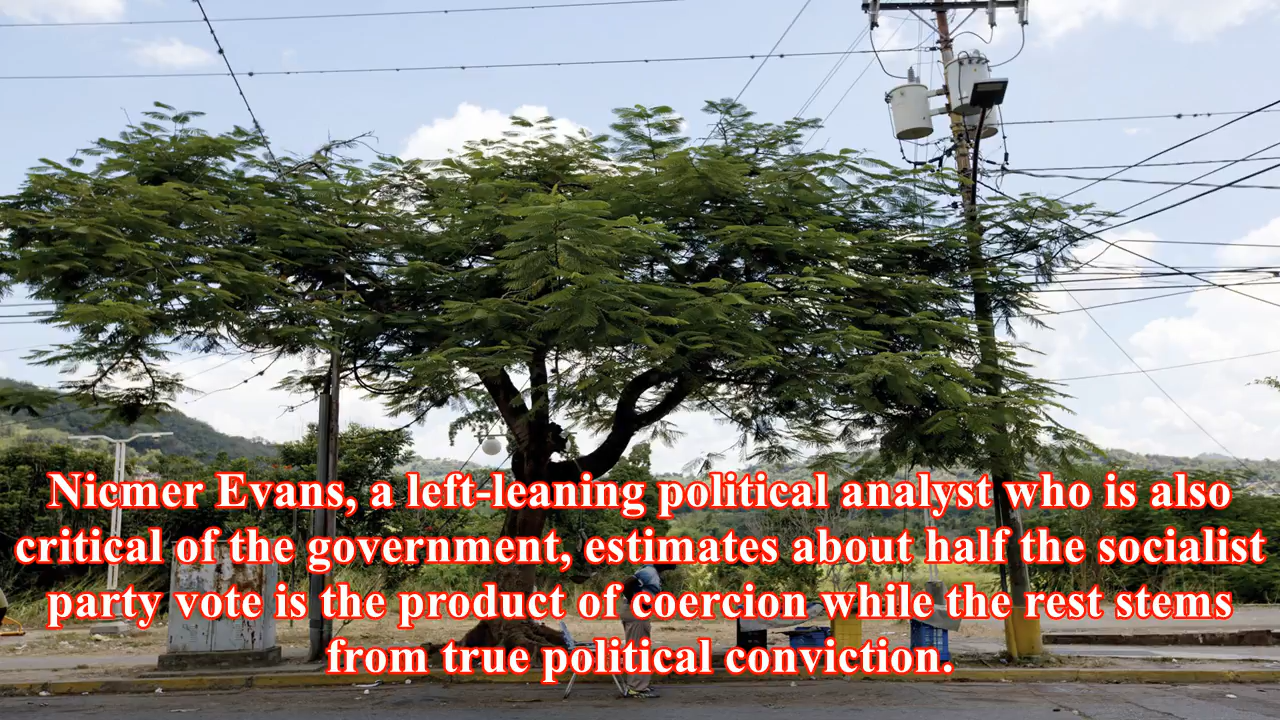 Nicmer Evans, a left-leaning political analyst who is also
critical of the government, estimates about half the socialist
party vote is the product of coercion while the rest stems
from true political conviction.